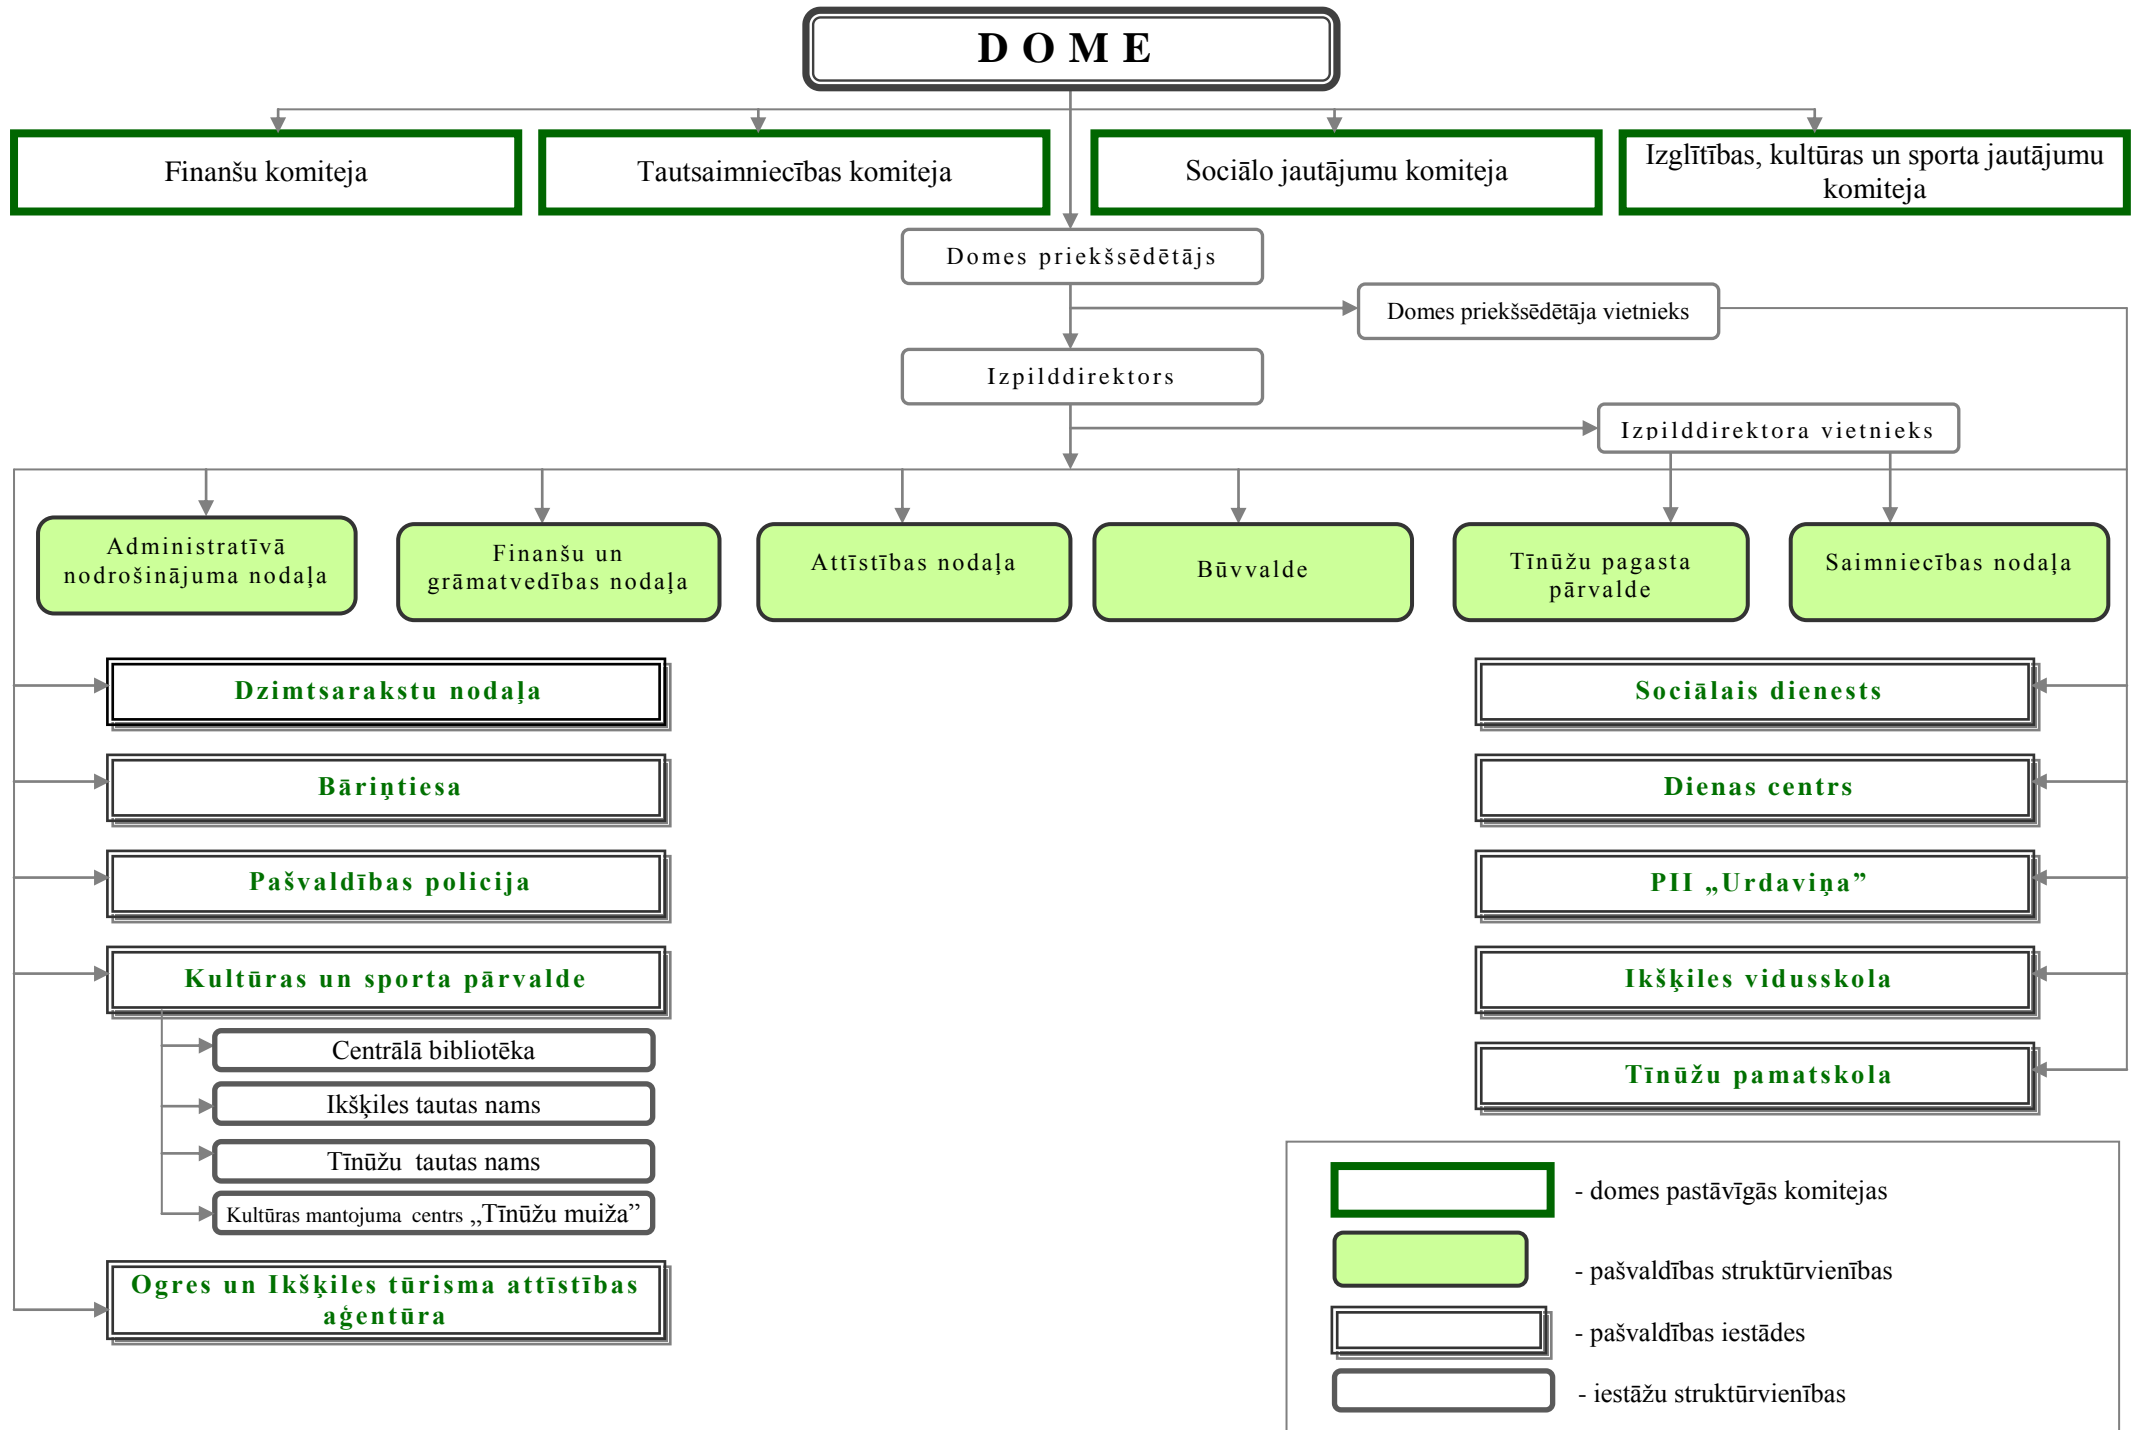 DOME
Finanšu komiteja
Tautsaimniecības komiteja
Sociālo jautājumu komiteja
Izglītības, kultūras un sporta jautājumu
komiteja
Domes priekšsēdētājs
Domes priekšsēdētāja vietnieks
Izpilddirektors
Izpilddirektora vietnieks
Administratīvā
nodrošinājuma nodaļa
Finanšu un
grāmatvedības nodaļa
Attīstības nodaļa
Būvvalde
Tīnūžu pagasta
pārvalde
Saimniecības nodaļa
Dzimtsarakstu nodaļa
Bāriņtiesa
Pašvaldības policija
Kultūras un sporta pārvalde
Centrālā bibliotēka
Ikšķiles tautas nams
Tīnūžu tautas nams
Kultūras mantojuma centrs „Tīnūžu muiža”
Ogres un Ikšķiles tūrisma attīstības
aģentūra
Sociālais dienests
Dienas centrs
PII „Urdaviņa”
Ikšķiles vidusskola
Tīnūžu pamatskola
- domes pastāvīgās komitejas
- pašvaldības struktūrvienības
- pašvaldības iestādes
- iestāžu struktūrvienības